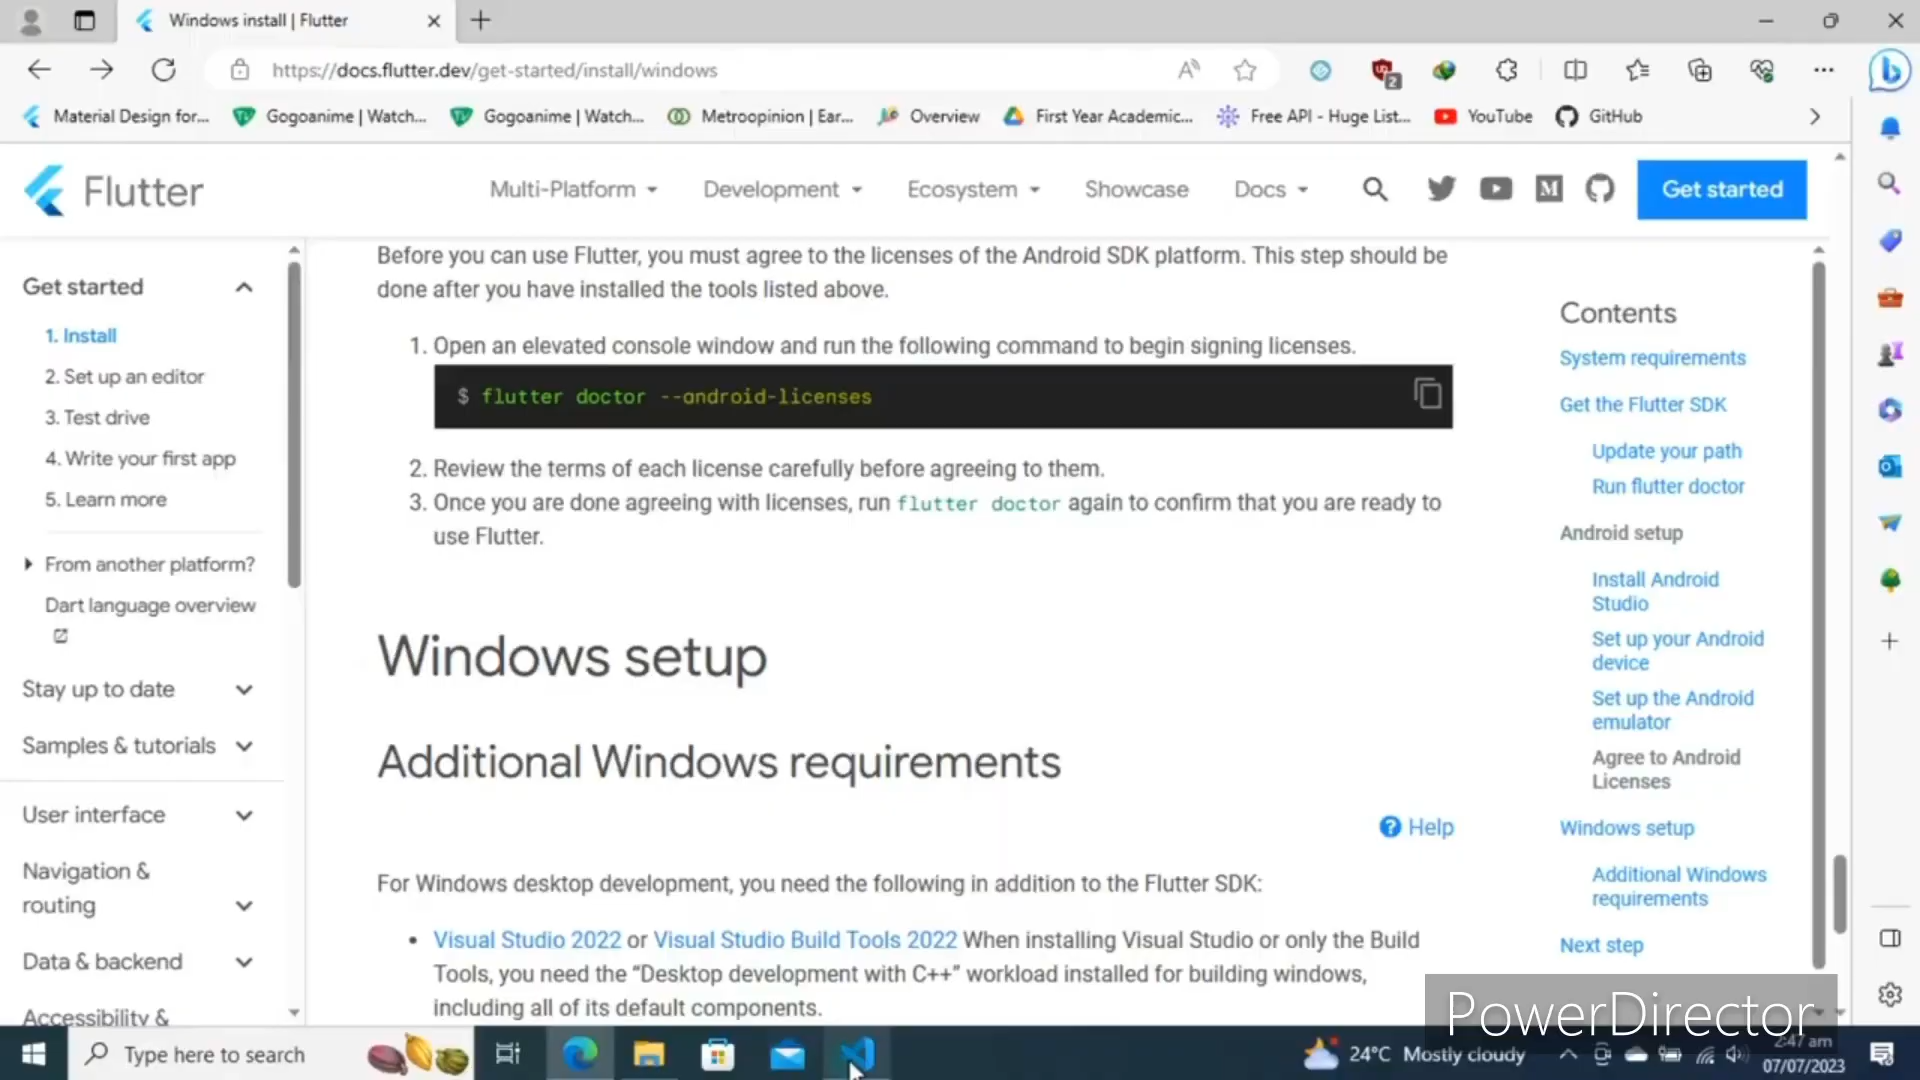 Windows install | Flutter
https://docs.flutter.dev/get-started/install/windows
Material Design for...
Gogoanime | Watch...
Gogoanime | Watch...
Metroopinion | Ear...
Overview
First Year Academic...
Free API - Huge List...
YouTube
GitHub
Flutter
Multi-Platform
Development
Ecosystem
Showcase
Docs
Get started
Get started
1. Install
2. Set up an editor
3. Test drive
4. Write your first app
5. Learn more
From another platform?
Dart language overview
Stay up to date
Samples & tutorials
User interface
Navigation &
routing
Data & backend
Accessibility &
Before you can use Flutter, you must agree to the licenses of the Android SDK platform. This step should be
done after you have installed the tools listed above.
1. Open an elevated console window and run the following command to begin signing licenses.
$ flutter doctor --android-licenses
2. Review the terms of each license carefully before agreeing to them.
3. Once you are done agreeing with licenses, run flutter doctor again to confirm that you are ready to
use Flutter.
Windows setup
Additional Windows requirements
Help
For Windows desktop development, you need the following in addition to the Flutter SDK:
• Visual Studio 2022 or Visual Studio Build Tools 2022 When installing Visual Studio or only the Build
Tools, you need the “Desktop development with C++” workload installed for building windows,
including all of its default components.
Contents
System requirements
Get the Flutter SDK
Update your path
Run flutter doctor
Android setup
Install Android
Studio
Set up your Android
device
Set up the Android
emulator
Agree to Android
Licenses
Windows setup
Additional Windows
requirements
Next step
PowerDirector
Type here to search
24°C Mostly cloudy
2:47 am
07/07/2023